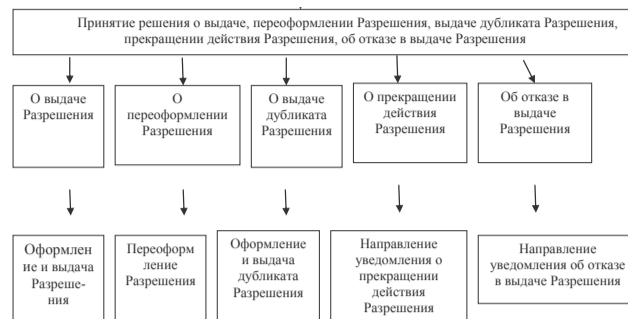 Принятие решения о выдаче, переоформлении Разрешения, выдаче дубликата Разрешения,
прекращении действия Разрешения, об отказе в выдаче Разрешения
О выдаче
Разрешения
О
переоформлении
Разрешения
О выдаче
дубликата
Разрешения
О прекращении
действия
Разрешения
Об отказе в
выдаче
Разрешения
Оформлен
ие и выдача
Разреше-
ния
Переоформ
ление
Разрешения
Оформление
и выдача
дубликата
Разрешения
Направление
уведомления о
прекращении
действия
Разрешения
Направление
уведомления об отказе
в выдаче Разрешения